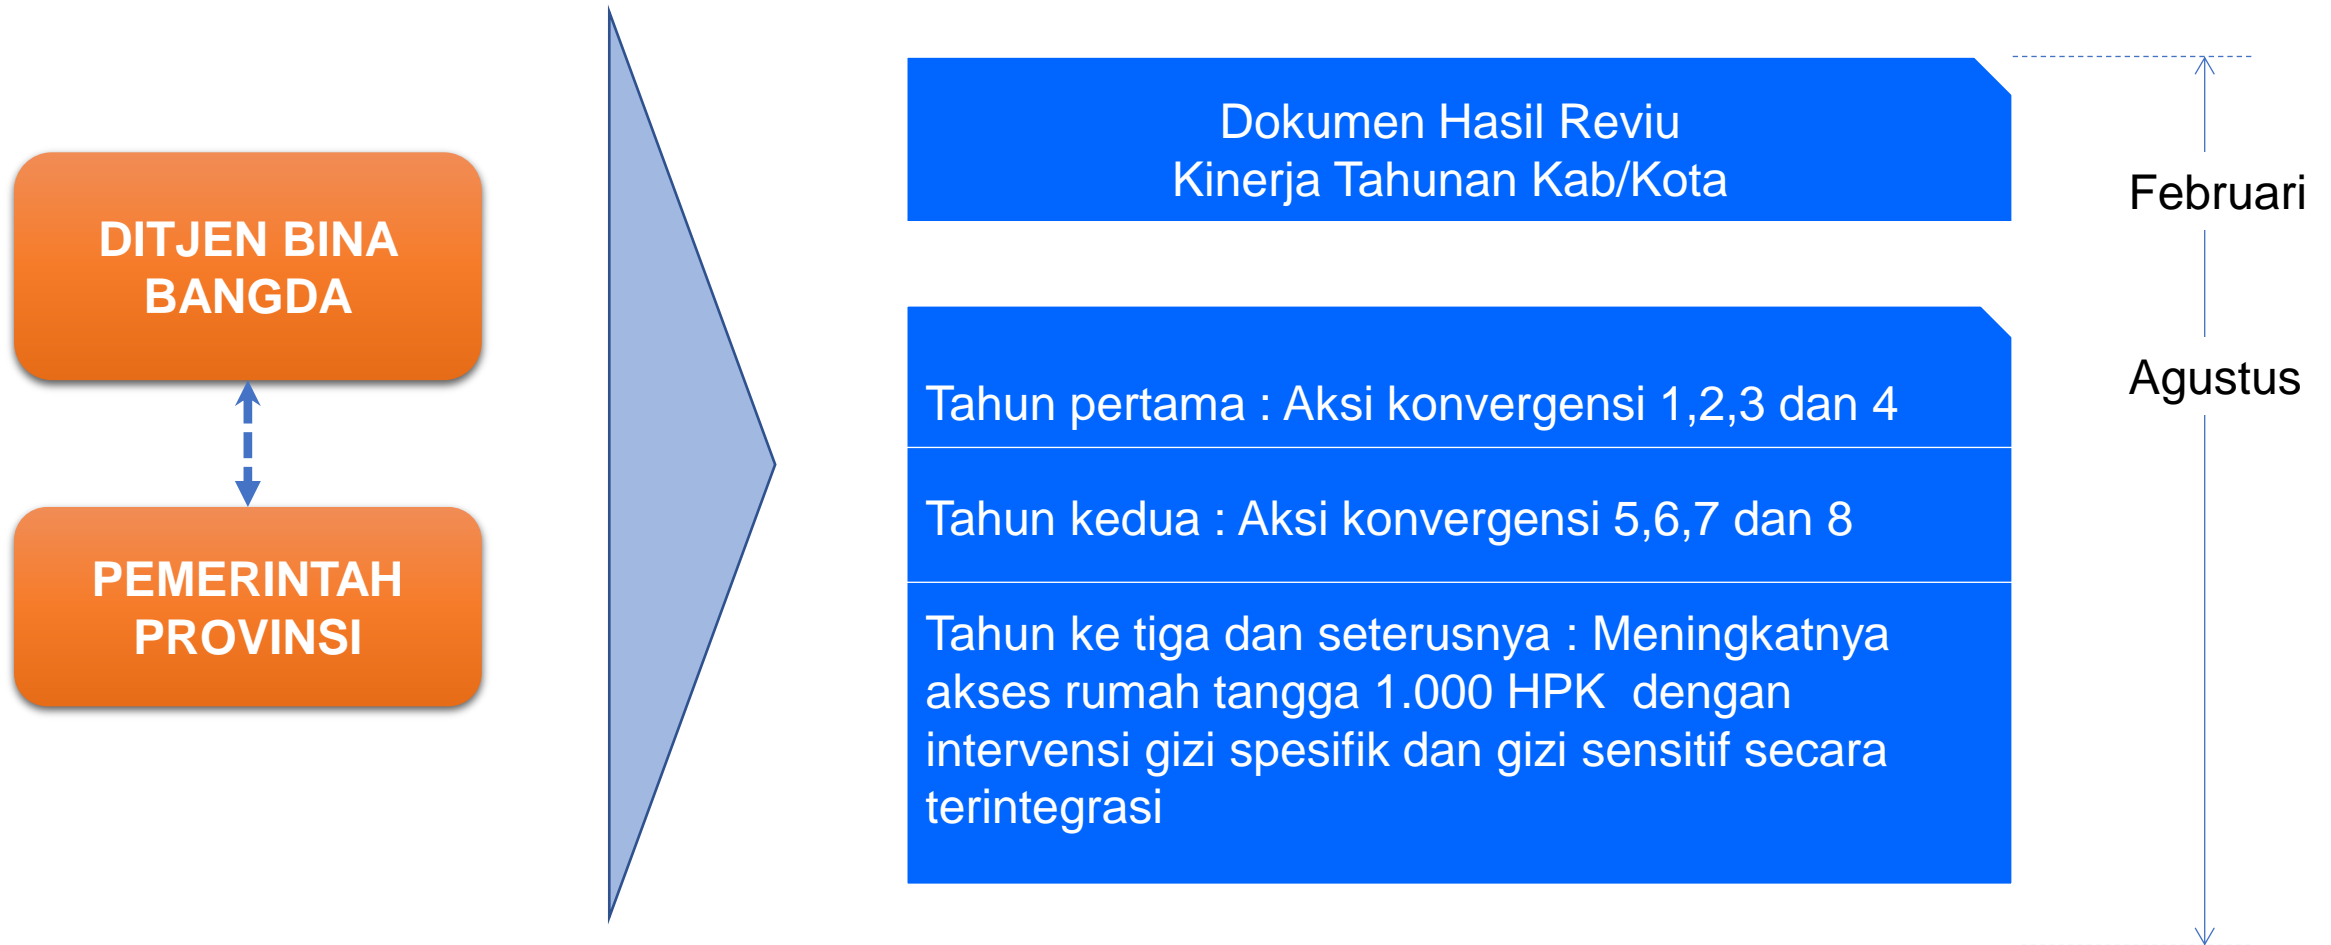 DITJEN BINA
BANGDA
PEMERINTAH
PROVINSI
Dokumen Hasil Reviu
Kinerja Tahunan Kab/Kota
Tahun pertama : Aksi konvergensi 1,2,3 dan 4
Tahun kedua : Aksi konvergensi 5,6,7 dan 8
Tahun ke tiga dan seterusnya : Meningkatnya
akses rumah tangga 1.000 HPK  dengan
intervensi gizi spesifik dan gizi sensitif secara
terintegrasi
Februari
Agustus